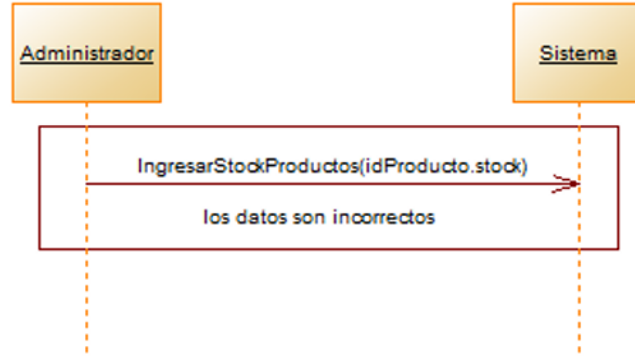 Administrador
Sistema
IngresarStockProductos(idProducto.stock)
los datos son incorrectos